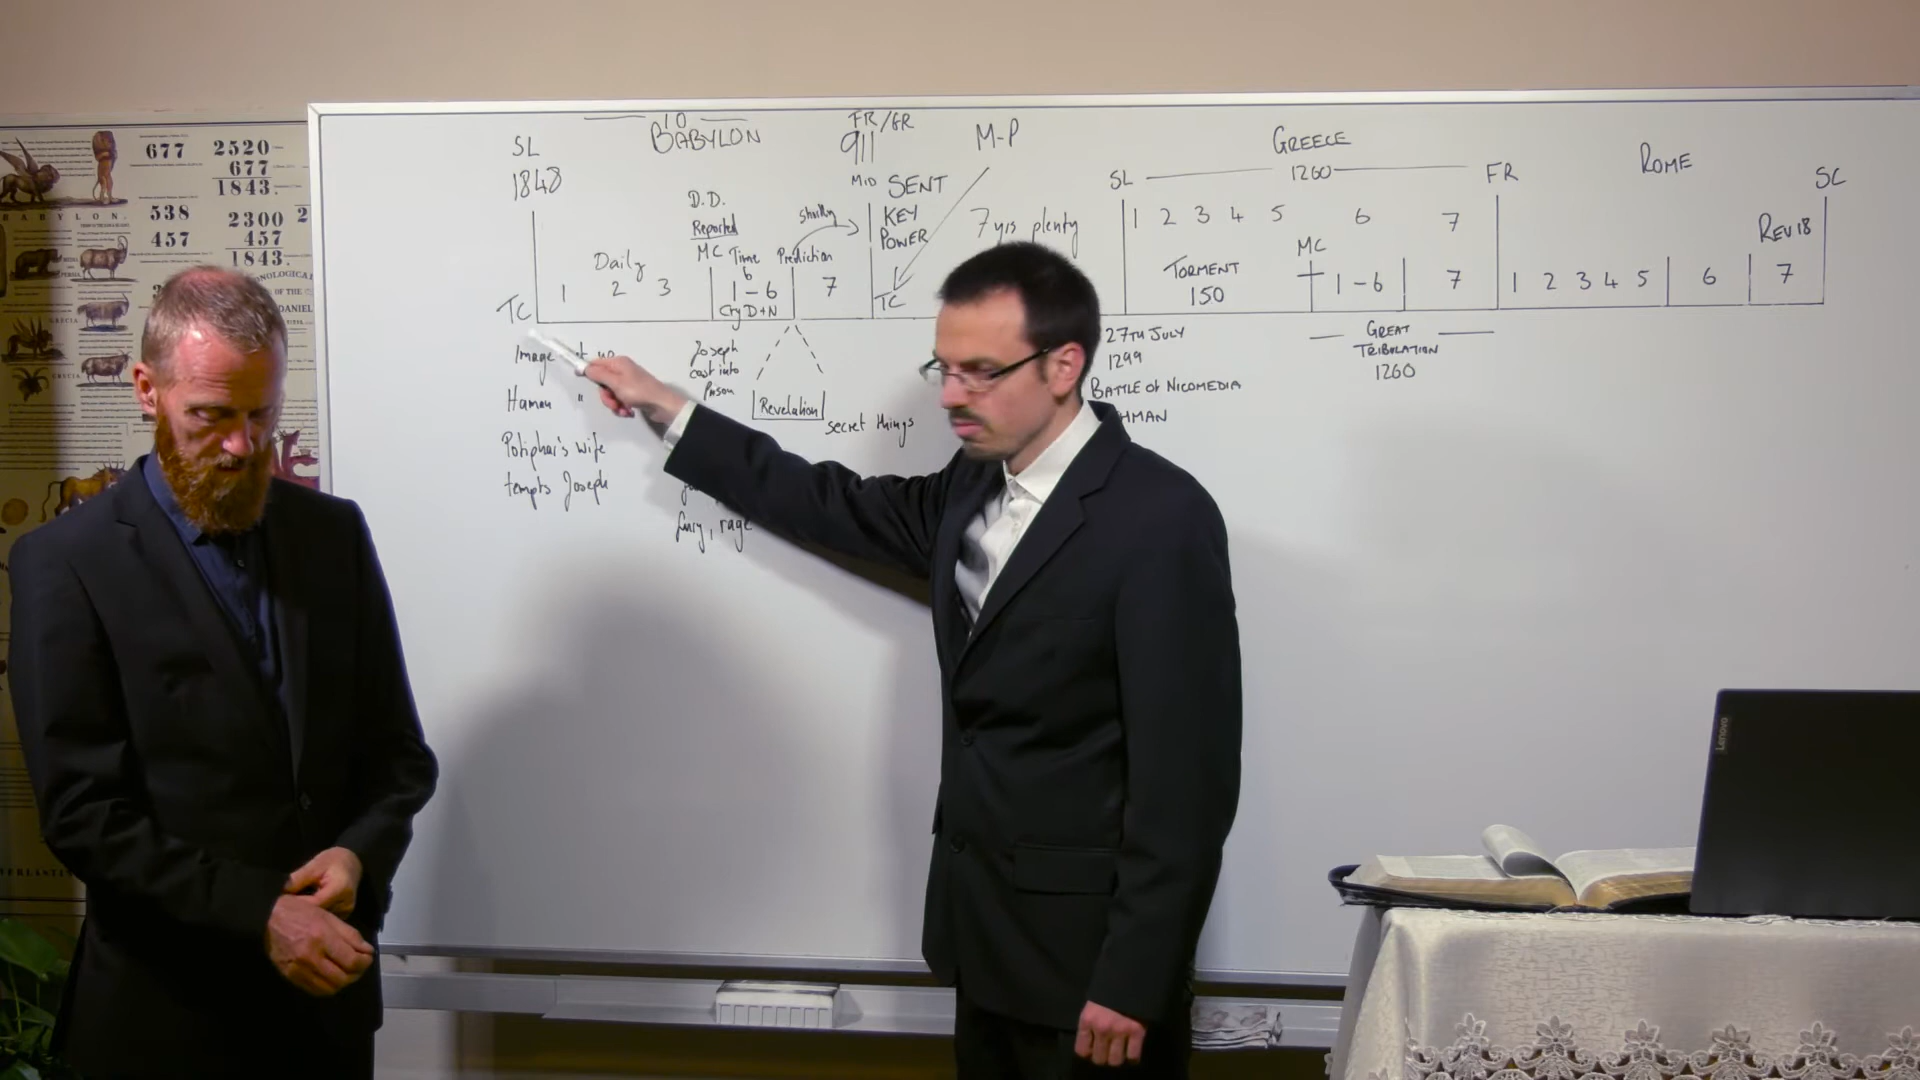 677
2520
677
1843.
538
457
2300
457
1843.
BABYLON.
DANIEL
SL
1848
10
BABYLON
FR/GR
911
MID
M-P
SENT
KEY
POWER
TC
7 yrs plenty
D.D.
Reported
MC Time Prediction
shortly
Daily
1 2 3
6
1-6
Cry D+N
7
TC
Image
Haman "
Potiphar's wife
tempts Joseph
Joseph
cast into
Prison
Revelation
secret things
fury, rage
GREECE
SL
1260
FR
1 2 3 4 5 6 7
TORMENT
150
MC
1-6
7
27TH JULY
1299
BATTLE OF NICOMEDIA
GREAT
TRIBULATION
1260
ROME
SC
REV 18
1 2 3 4 5 6 7
Lenovo